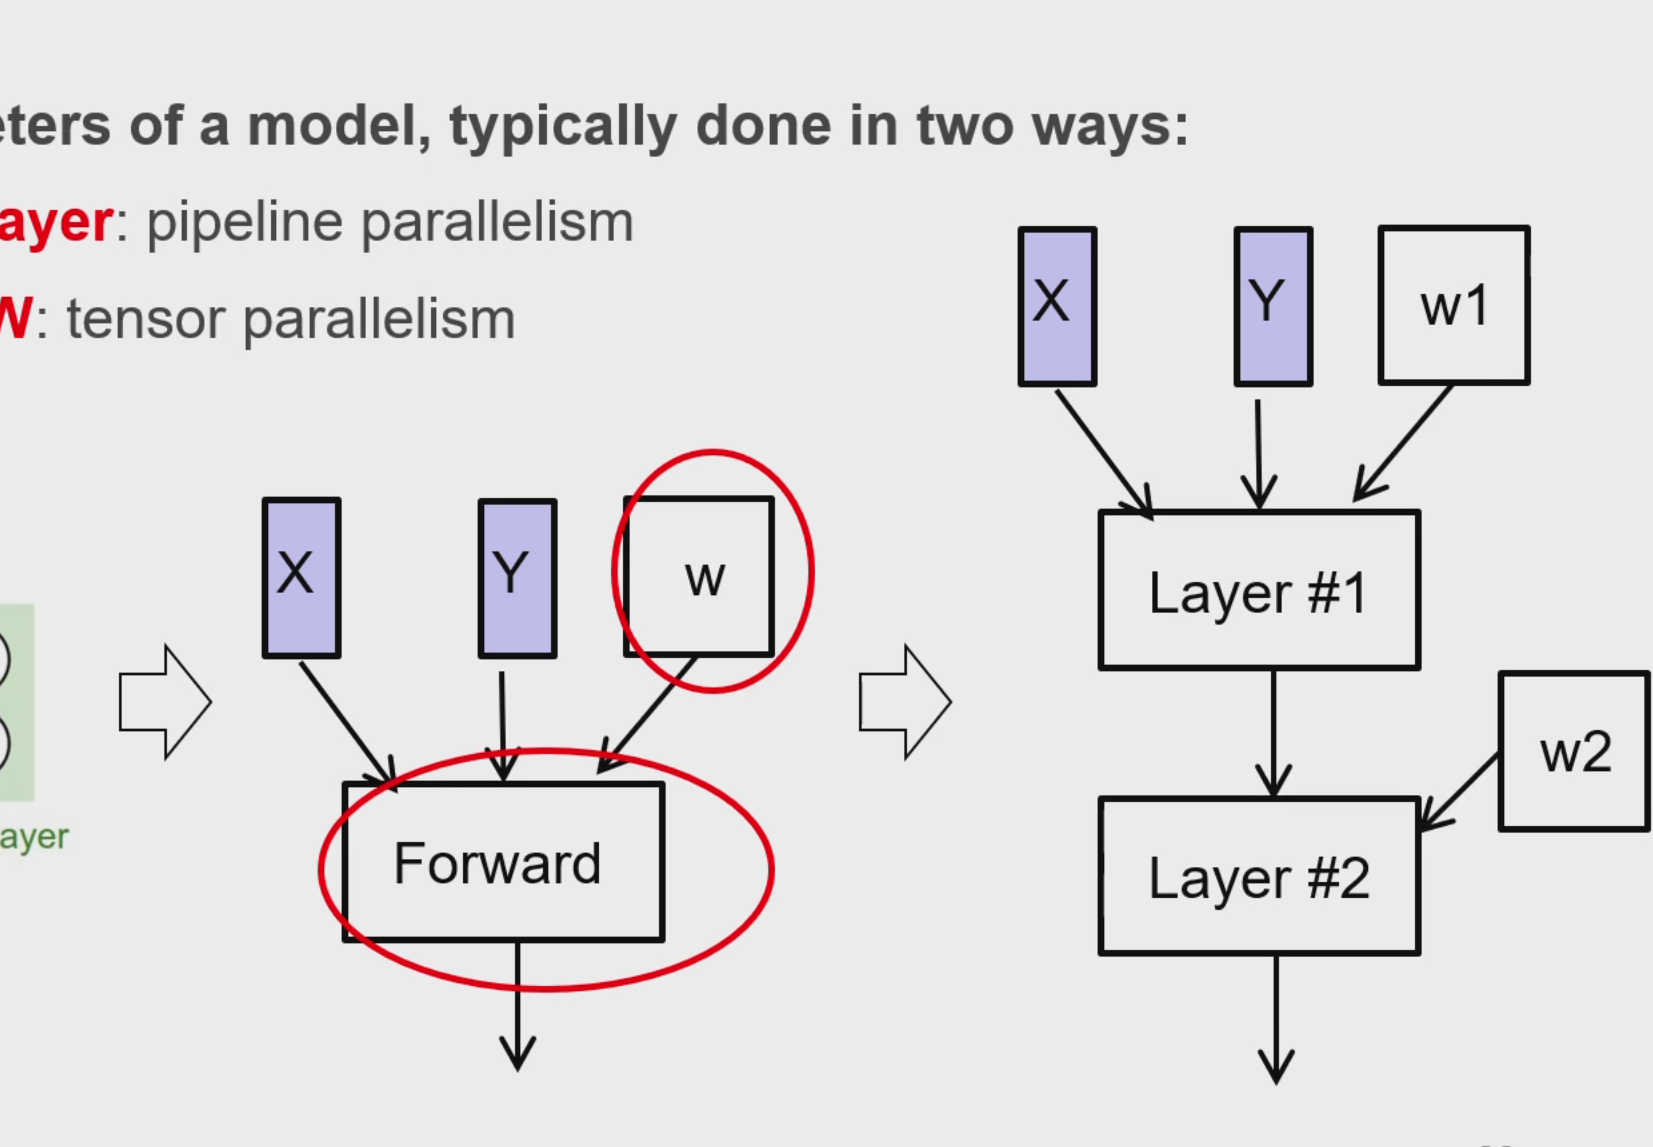 eters of a model, typically done in two ways:
ayer: pipeline parallelism
W: tensor parallelism
X Y w1
X Y w
Layer #1
w2
Forward
Layer #2
ayer